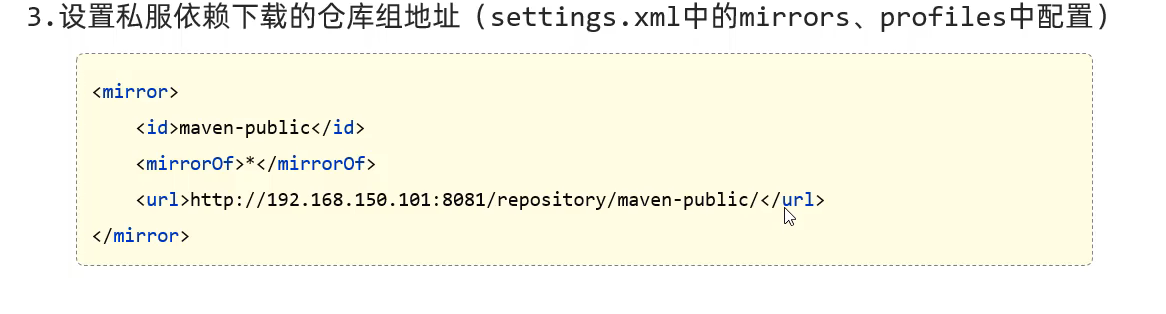 3.设置私服依赖下载的仓库组地址（settings.xml中的mirrors、profiles中配置）
<mirror>
    <id>maven-public</id>
    <mirrorOf>*</mirrorOf>
    <url>http://192.168.150.101:8081/repository/maven-public/</url>
</mirror>